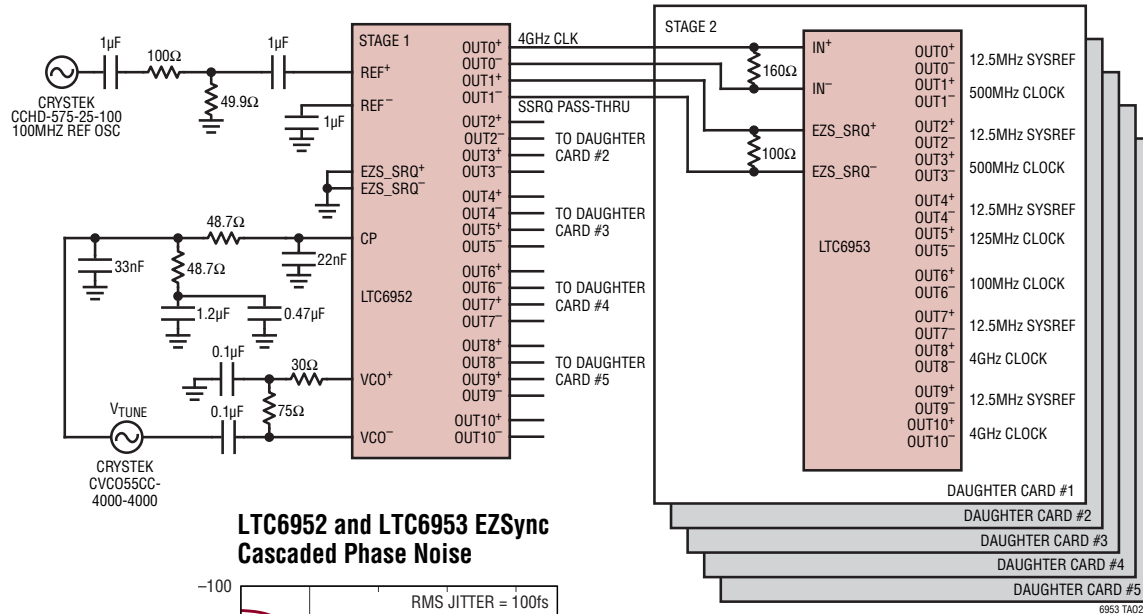 1µF
100Ω
1µF
49.9Ω
CRYSTEK
CCHD-575-25-100
100MHZ REF OSC
1µF
48.7Ω
33nF
48.7Ω
22nF
1.2µF
0.47µF
0.1µF
30Ω
0.1µF
75Ω
VTUNE
CRYSTEK
CVCO55CC-
4000-4000
STAGE 1
REF+
REF–
EZS_SRQ+
EZS_SRQ–
CP
LTC6952
VCO+
VCO–
OUT0+
OUT0–
OUT1+
OUT1–
OUT2+
OUT2–
OUT3+
OUT3–
OUT4+
OUT4–
OUT5+
OUT5–
OUT6+
OUT6–
OUT7+
OUT7–
OUT8+
OUT8–
OUT9+
OUT9–
OUT10+
OUT10–
4GHz CLK
SSRQ PASS-THRU
TO DAUGHTER
CARD #2
TO DAUGHTER
CARD #3
TO DAUGHTER
CARD #4
TO DAUGHTER
CARD #5
STAGE 2
160Ω
100Ω
IN+
IN–
EZS_SRQ+
EZS_SRQ–
LTC6953
OUT0+
OUT0–
OUT1+
OUT1–
OUT2+
OUT2–
OUT3+
OUT3–
OUT4+
OUT4–
OUT5+
OUT5–
OUT6+
OUT6–
OUT7+
OUT7–
OUT8+
OUT8–
OUT9+
OUT9–
OUT10+
OUT10–
12.5MHz SYSREF
500MHz CLOCK
12.5MHz SYSREF
500MHz CLOCK
12.5MHz SYSREF
125MHz CLOCK
100MHZ CLOCK
12.5MHz SYSREF
4GHz CLOCK
12.5MHz SYSREF
4GHz CLOCK
DAUGHTER CARD #1
DAUGHTER CARD #2
DAUGHTER CARD #3
DAUGHTER CARD #4
DAUGHTER CARD #5
6953 TA02
LTC6952 and LTC6953 EZSync
Cascaded Phase Noise
–100
RMS JITTER = 100fs